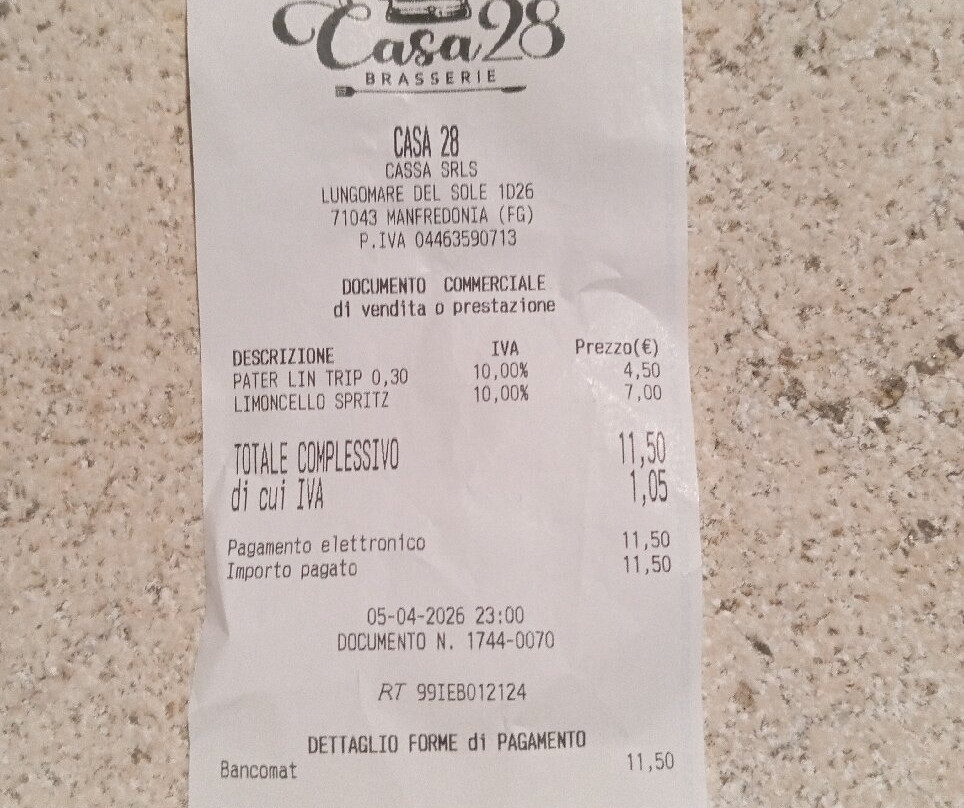 Casa 28
BRASSERIE
CASA 28
CASSA SRLS
LUNGOMARE DEL SOLE 1D26
71043 MANFREDONIA (FG)
P.IVA 04463590713
DOCUMENTO COMMERCIALE
di vendita o prestazione
DESCRIZIONE IVA Prezzo(€)
PATER LIN TRIP 0,30 10,00% 4,50
LIMONCELLO SPRITZ 10,00% 7,00
TOTALE COMPLESSIVO 11,50
di cui IVA 1,05
Pagamento elettronico 11,50
Importo pagato 11,50
05-04-2026 23:00
DOCUMENTO N. 1744-0070
RT 99IEB012124
DETTAGLIO FORME di PAGAMENTO
Bancomat 11,50